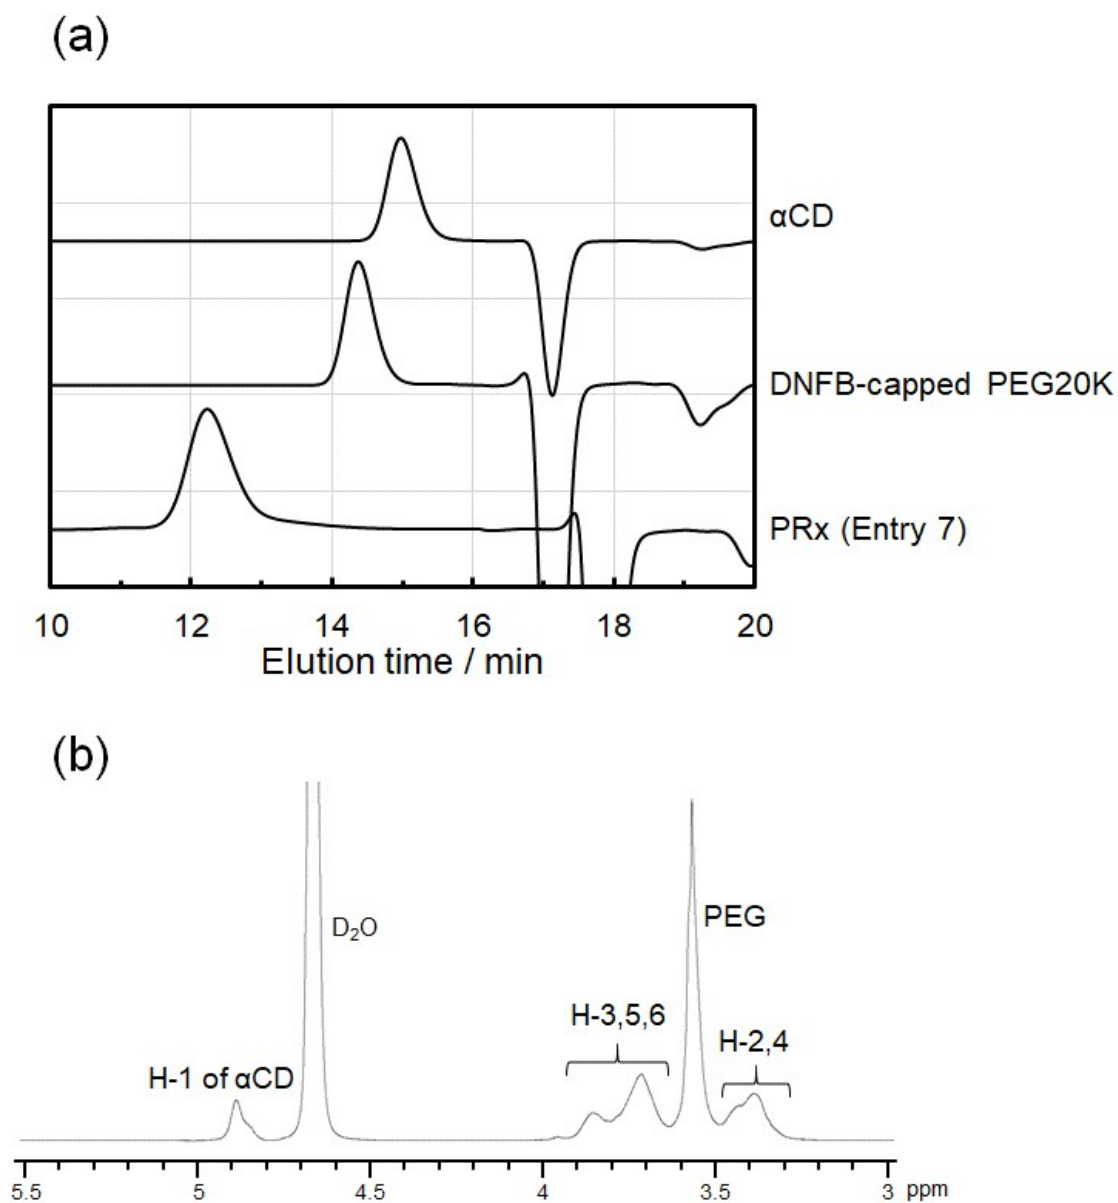 (a)
αCD
DNFB-capped PEG20K
PRx (Entry 7)
10 12 14 16 18 20
Elution time / min
(b)
D₂O
PEG
H-3,5,6
H-2,4
H-1 of αCD
5.5 5 4.5 4 3.5 3 ppm